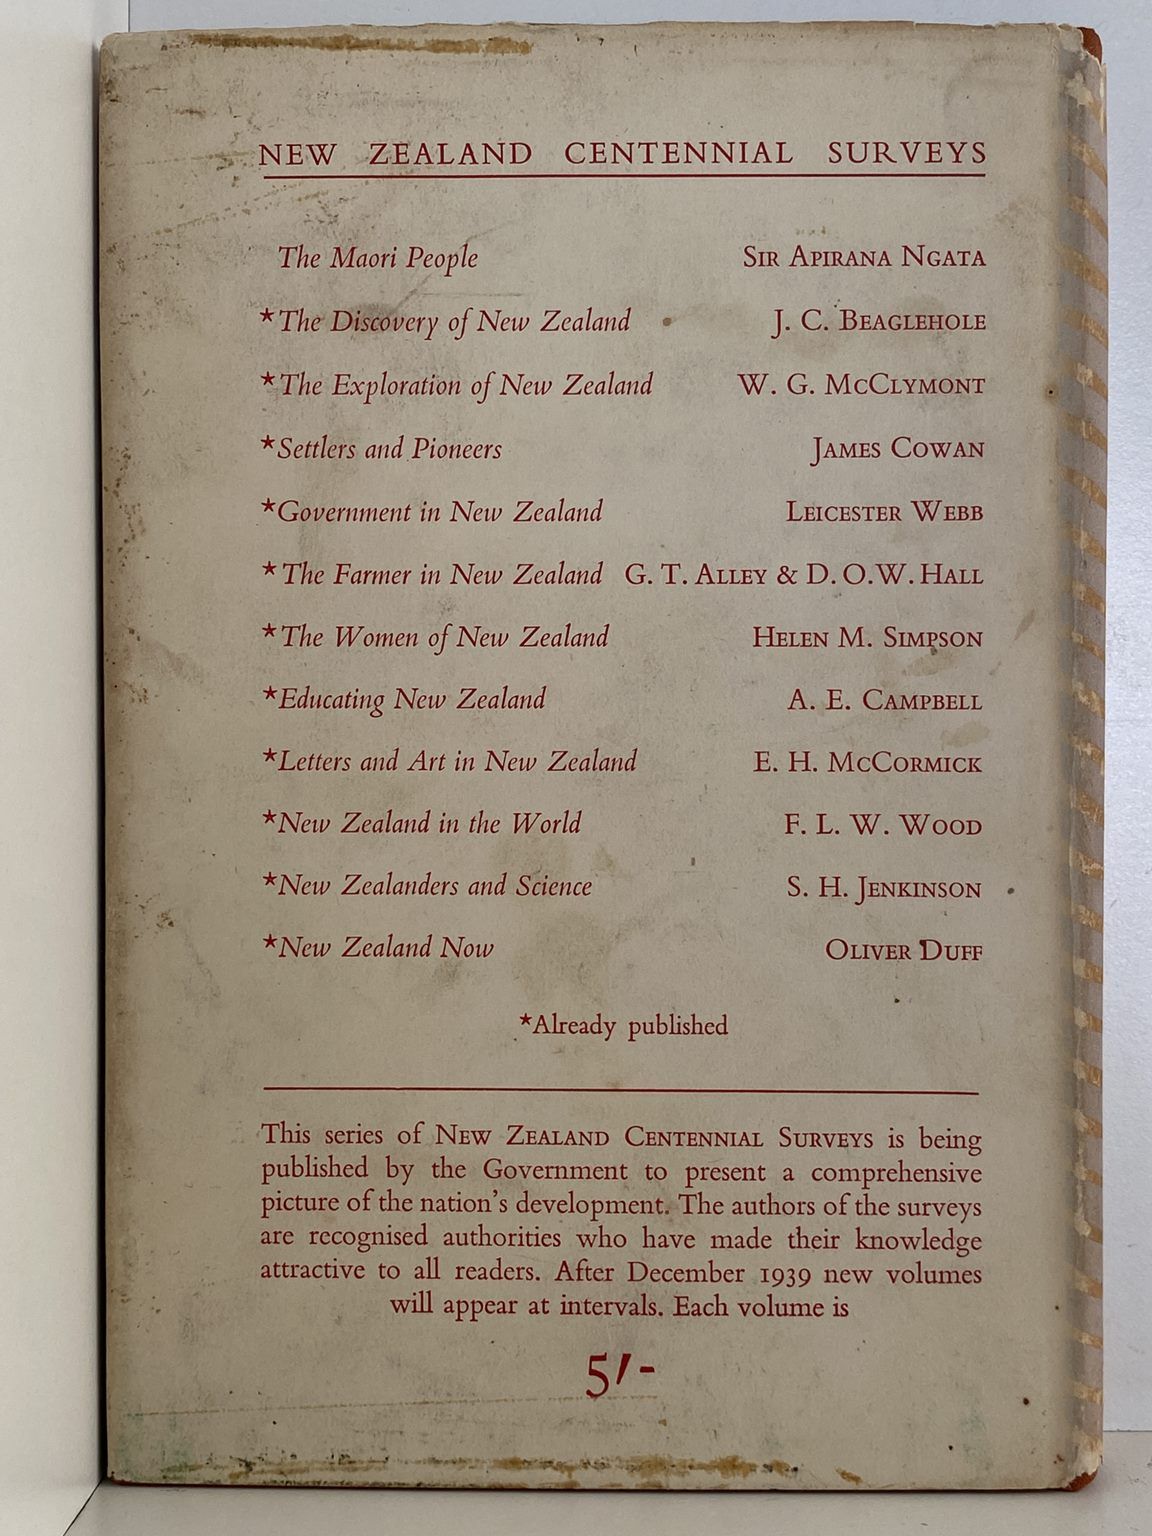 NEW ZEALAND CENTENNIAL SURVEYS
The Maori People SIR APIRANA NGATA
*The Discovery of New Zealand J. C. BEAGLEHOLE
*The Exploration of New Zealand W. G. MCCLYMONT
*Settlers and Pioneers JAMES COWAN
*Government in New Zealand LEICESTER WEBB
*The Farmer in New Zealand G. T. ALLEY & D. O. W. HALL
*The Women of New Zealand HELEN M. SIMPSON
*Educating New Zealand A. E. CAMPBELL
*Letters and Art in New Zealand E. H. MCCORMICK
*New Zealand in the World F. L. W. WOOD
*New Zealanders and Science S. H. JENKINSON
*New Zealand Now OLIVER DUFF
*Already published
This series of NEW ZEALAND CENTENNIAL SURVEYS is being
published by the Government to present a comprehensive
picture of the nation's development. The authors of the surveys
are recognised authorities who have made their knowledge
attractive to all readers. After December 1939 new volumes
will appear at intervals. Each volume is
5/-